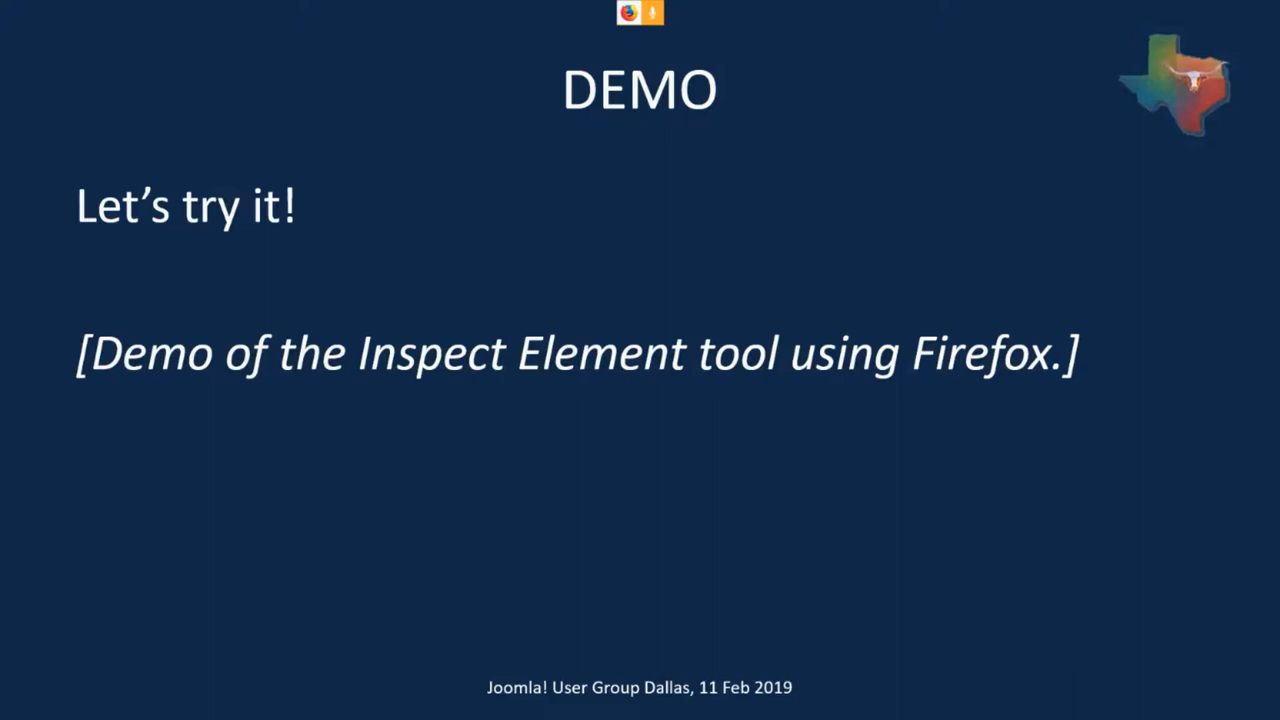 DEMO
Let’s try it!
[Demo of the Inspect Element tool using Firefox.]
Joomla! User Group Dallas, 11 Feb 2019